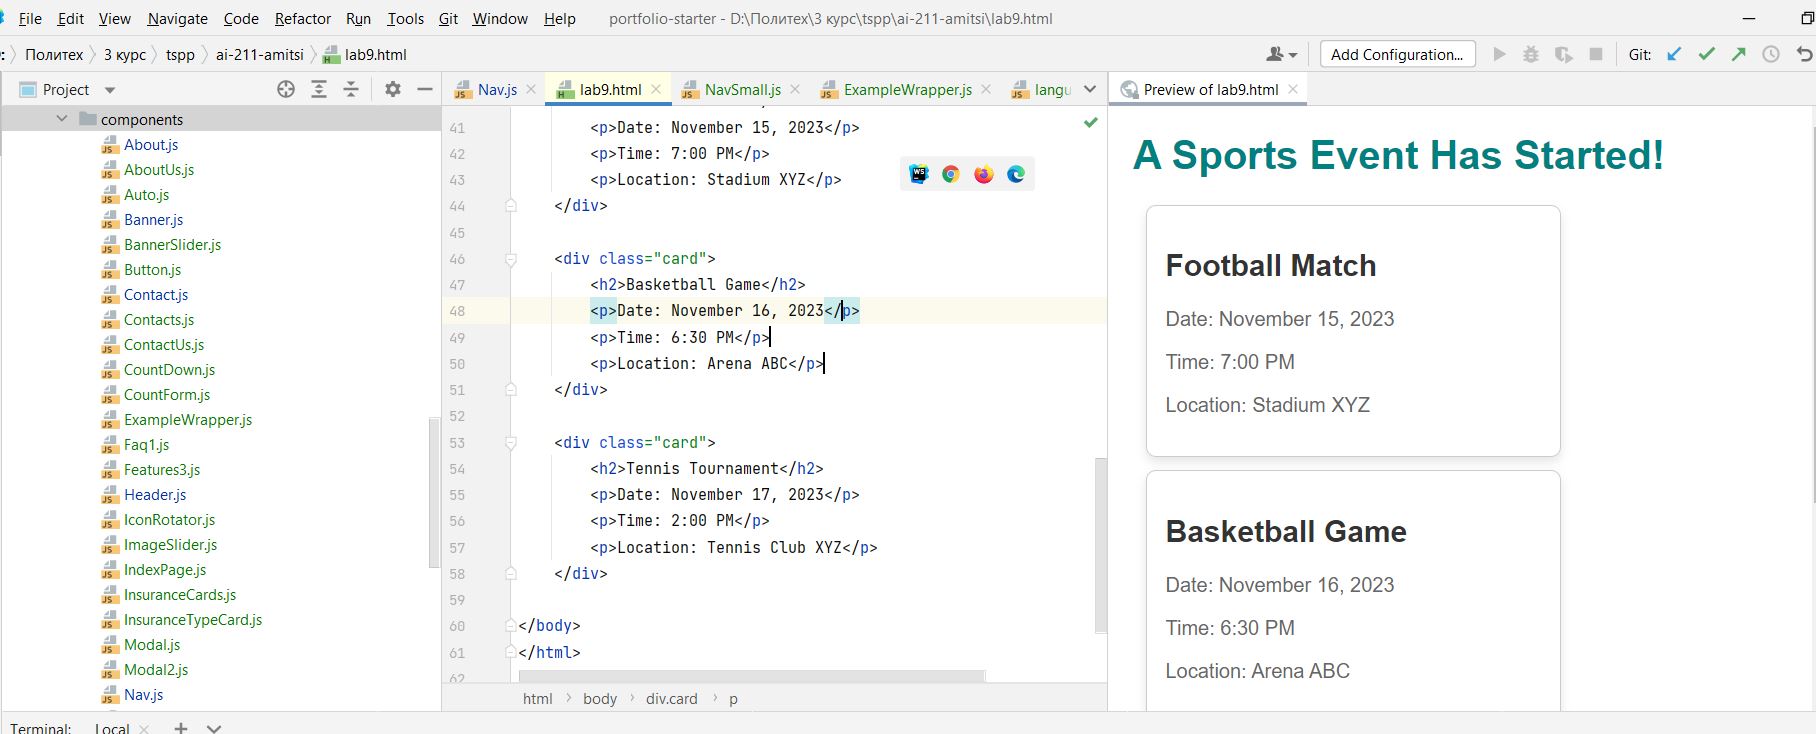 File Edit View Navigate Code Refactor Run Tools Git Window Help portfolio-starter - D:\Политех\3 курс\tspp\ai-211-amitsi\lab9.html
Политех 3 курс tspp ai-211-amitsi lab9.html Add Configuration... Git:
Project
components
About.js
AboutUs.js
Auto.js
Banner.js
BannerSlider.js
Button.js
Contact.js
Contacts.js
ContactUs.js
CountDown.js
CountForm.js
ExampleWrapper.js
Faq1.js
Features3.js
Header.js
IconRotator.js
ImageSlider.js
IndexPage.js
InsuranceCards.js
InsuranceTypeCard.js
Modal.js
Modal2.js
Nav.js
Nav.js lab9.html NavSmall.js ExampleWrapper.js langu
41 <p>Date: November 15, 2023</p>
42 <p>Time: 7:00 PM</p>
43 <p>Location: Stadium XYZ</p>
44 </div>
45
46 <div class="card">
47 <h2>Basketball Game</h2>
48 <p>Date: November 16, 2023</p>
49 <p>Time: 6:30 PM</p>
50 <p>Location: Arena ABC</p>
51 </div>
52
53 <div class="card">
54 <h2>Tennis Tournament</h2>
55 <p>Date: November 17, 2023</p>
56 <p>Time: 2:00 PM</p>
57 <p>Location: Tennis Club XYZ</p>
58 </div>
59
60 </body>
61 </html>
62
html body div.card p
Preview of lab9.html
A Sports Event Has Started!
Football Match
Date: November 15, 2023
Time: 7:00 PM
Location: Stadium XYZ
Basketball Game
Date: November 16, 2023
Time: 6:30 PM
Location: Arena ABC
Terminal: Local